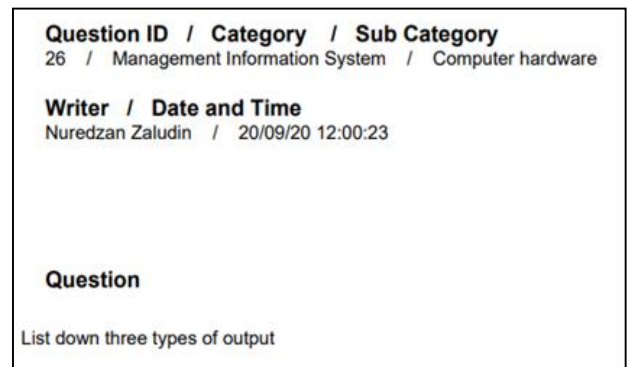 Question ID / Category / Sub Category
26 / Management Information System / Computer hardware
Writer / Date and Time
Nuredzan Zaludin / 20/09/20 12:00:23
Question
List down three types of output